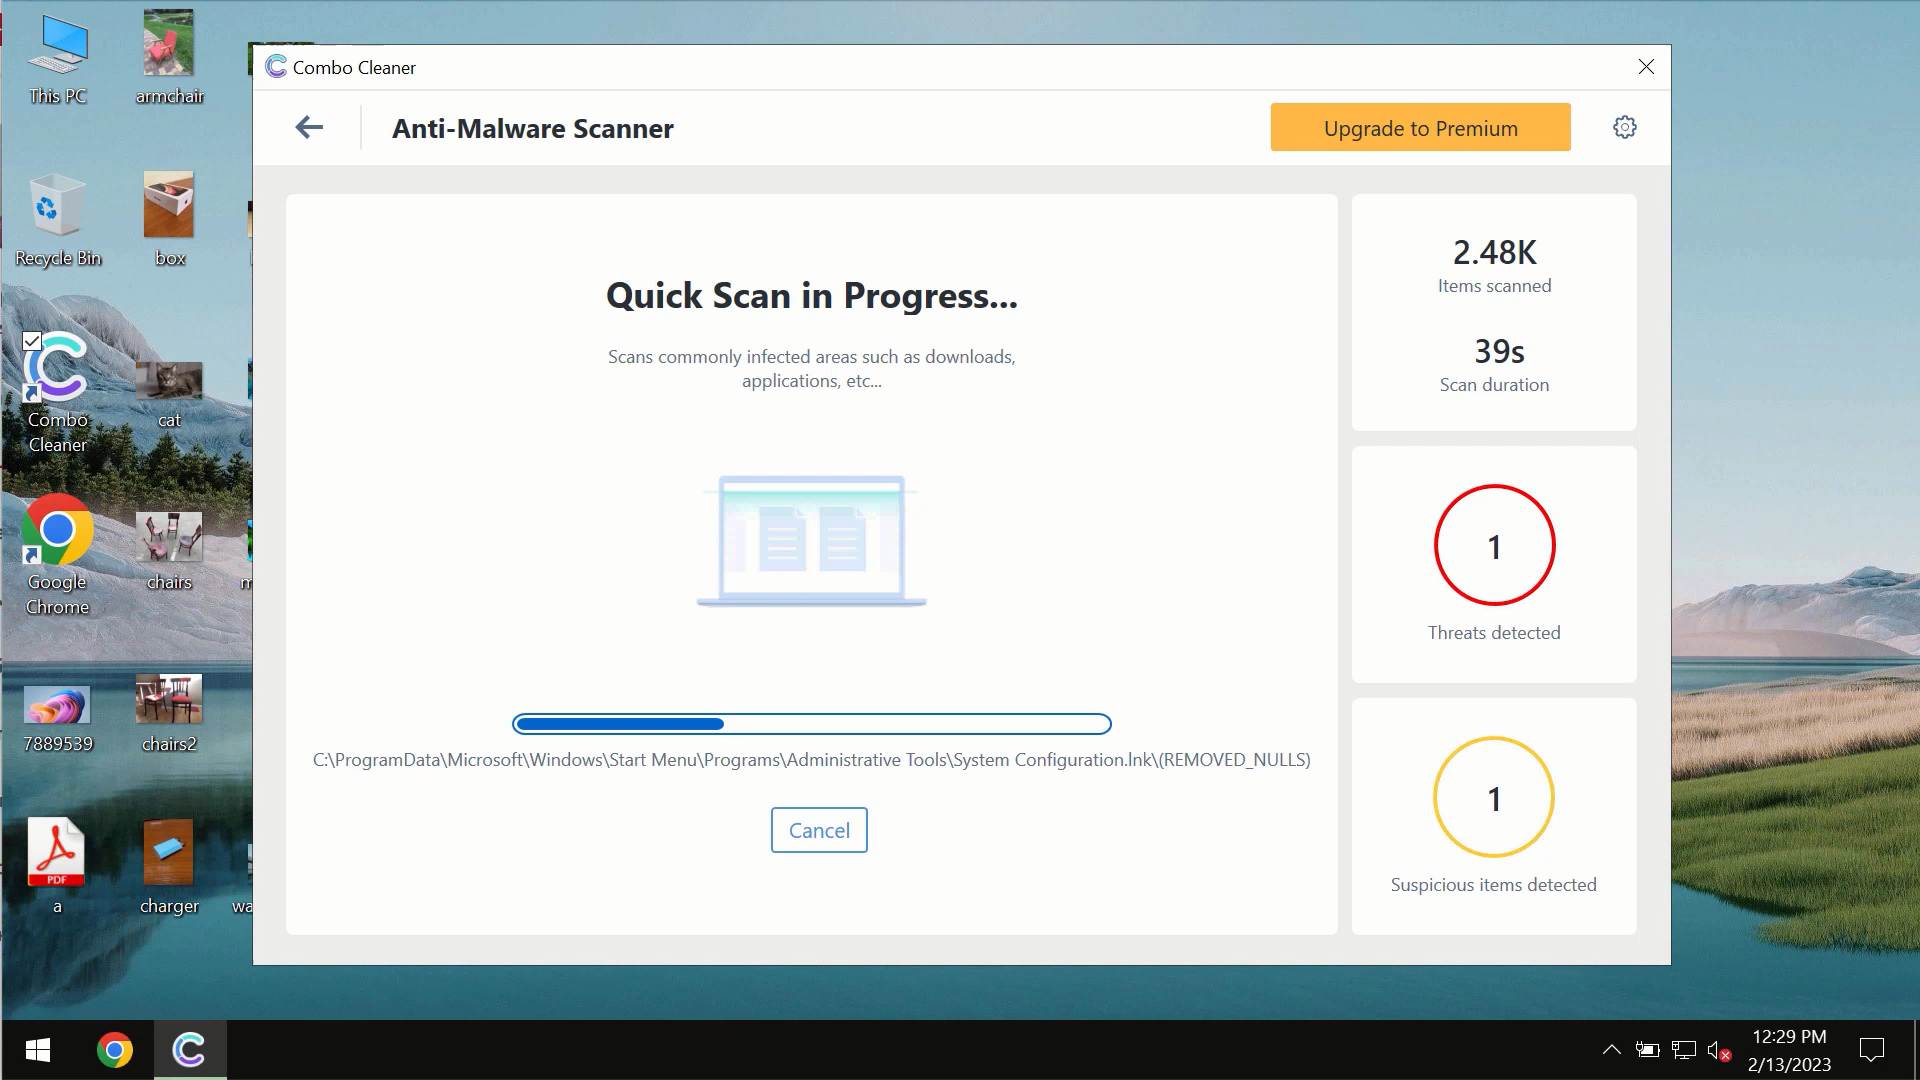 This PC
armchair
Recycle Bin
box
Combo
Cleaner
cat
Google
Chrome
chairs
7889539
chairs2
PDF
a
charger
wa
Combo Cleaner
Anti-Malware Scanner
Upgrade to Premium
Quick Scan in Progress...
Scans commonly infected areas such as downloads,
applications, etc...
C:\ProgramData\Microsoft\Windows\Start Menu\Programs\Administrative Tools\System Configuration.lnk\(REMOVED_NULLS)
Cancel
2.48K
Items scanned
39s
Scan duration
1
Threats detected
1
Suspicious items detected
12:29 PM
2/13/2023